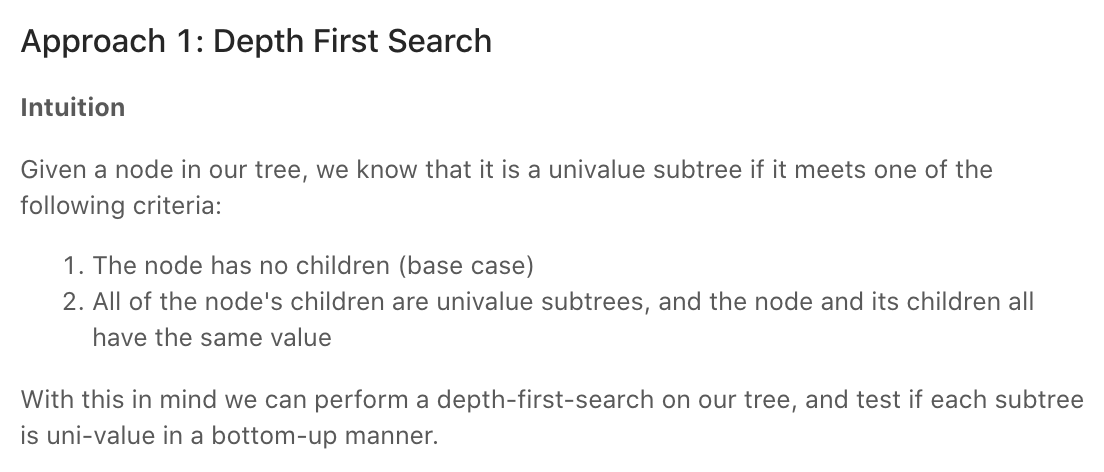 Approach 1: Depth First Search
Intuition
Given a node in our tree, we know that it is a univalue subtree if it meets one of the
following criteria:
1. The node has no children (base case)
2. All of the node's children are univalue subtrees, and the node and its children all
have the same value
With this in mind we can perform a depth-first-search on our tree, and test if each subtree
is uni-value in a bottom-up manner.